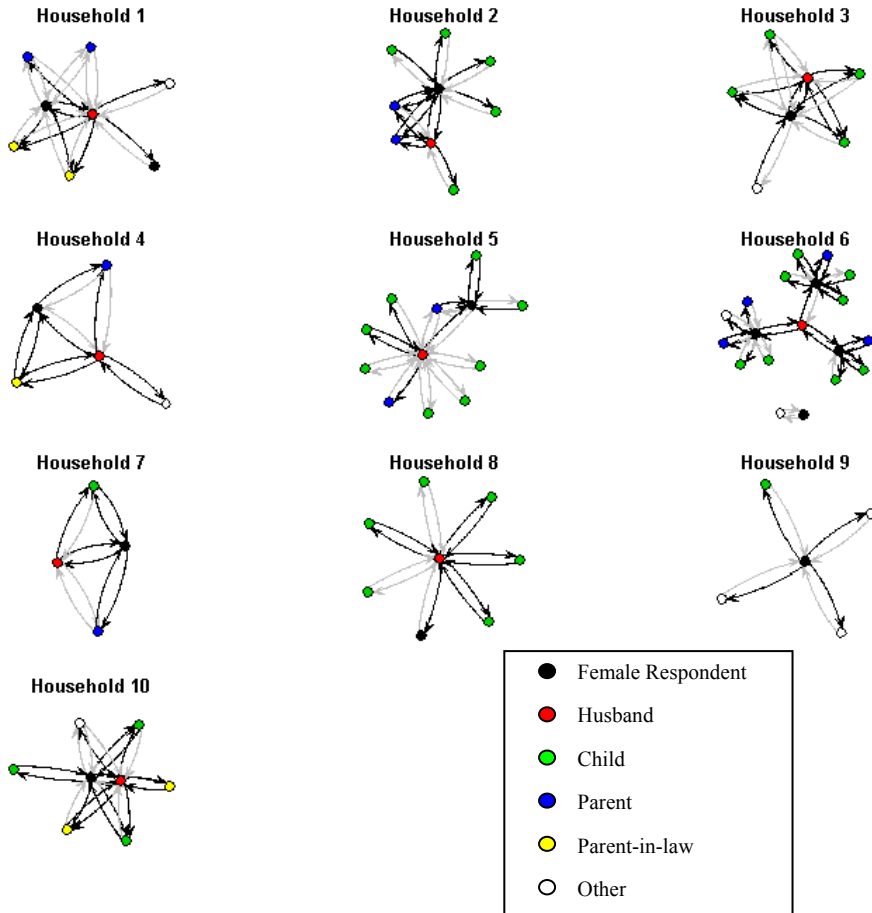 Household 1
Household 2
Household 3
Household 4
Household 5
Household 6
Household 7
Household 8
Household 9
Household 10
Female Respondent
Husband
Child
Parent
Parent-in-law
Other